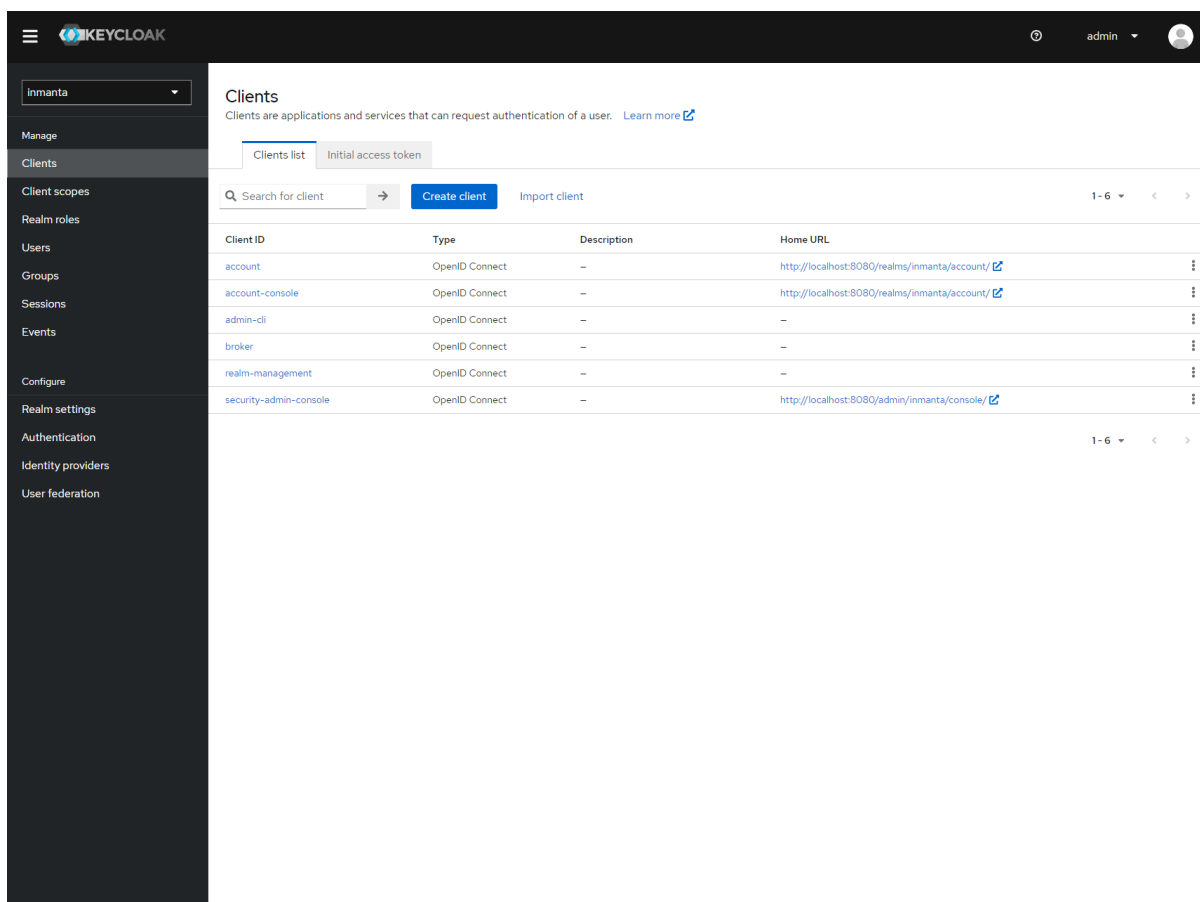 KEYCLOAK
admin
inmanta
Manage
Clients
Client scopes
Realm roles
Users
Groups
Sessions
Events
Configure
Realm settings
Authentication
Identity providers
User federation
Clients
Clients are applications and services that can request authentication of a user. Learn more
Clients list Initial access token
Search for client Create client Import client 1 - 6
Client ID Type Description Home URL
account OpenID Connect – http://localhost:8080/realms/inmanta/account/
account-console OpenID Connect – http://localhost:8080/realms/inmanta/account/
admin-cli OpenID Connect – –
broker OpenID Connect – –
realm-management OpenID Connect – –
security-admin-console OpenID Connect – http://localhost:8080/admin/inmanta/console/
1 - 6